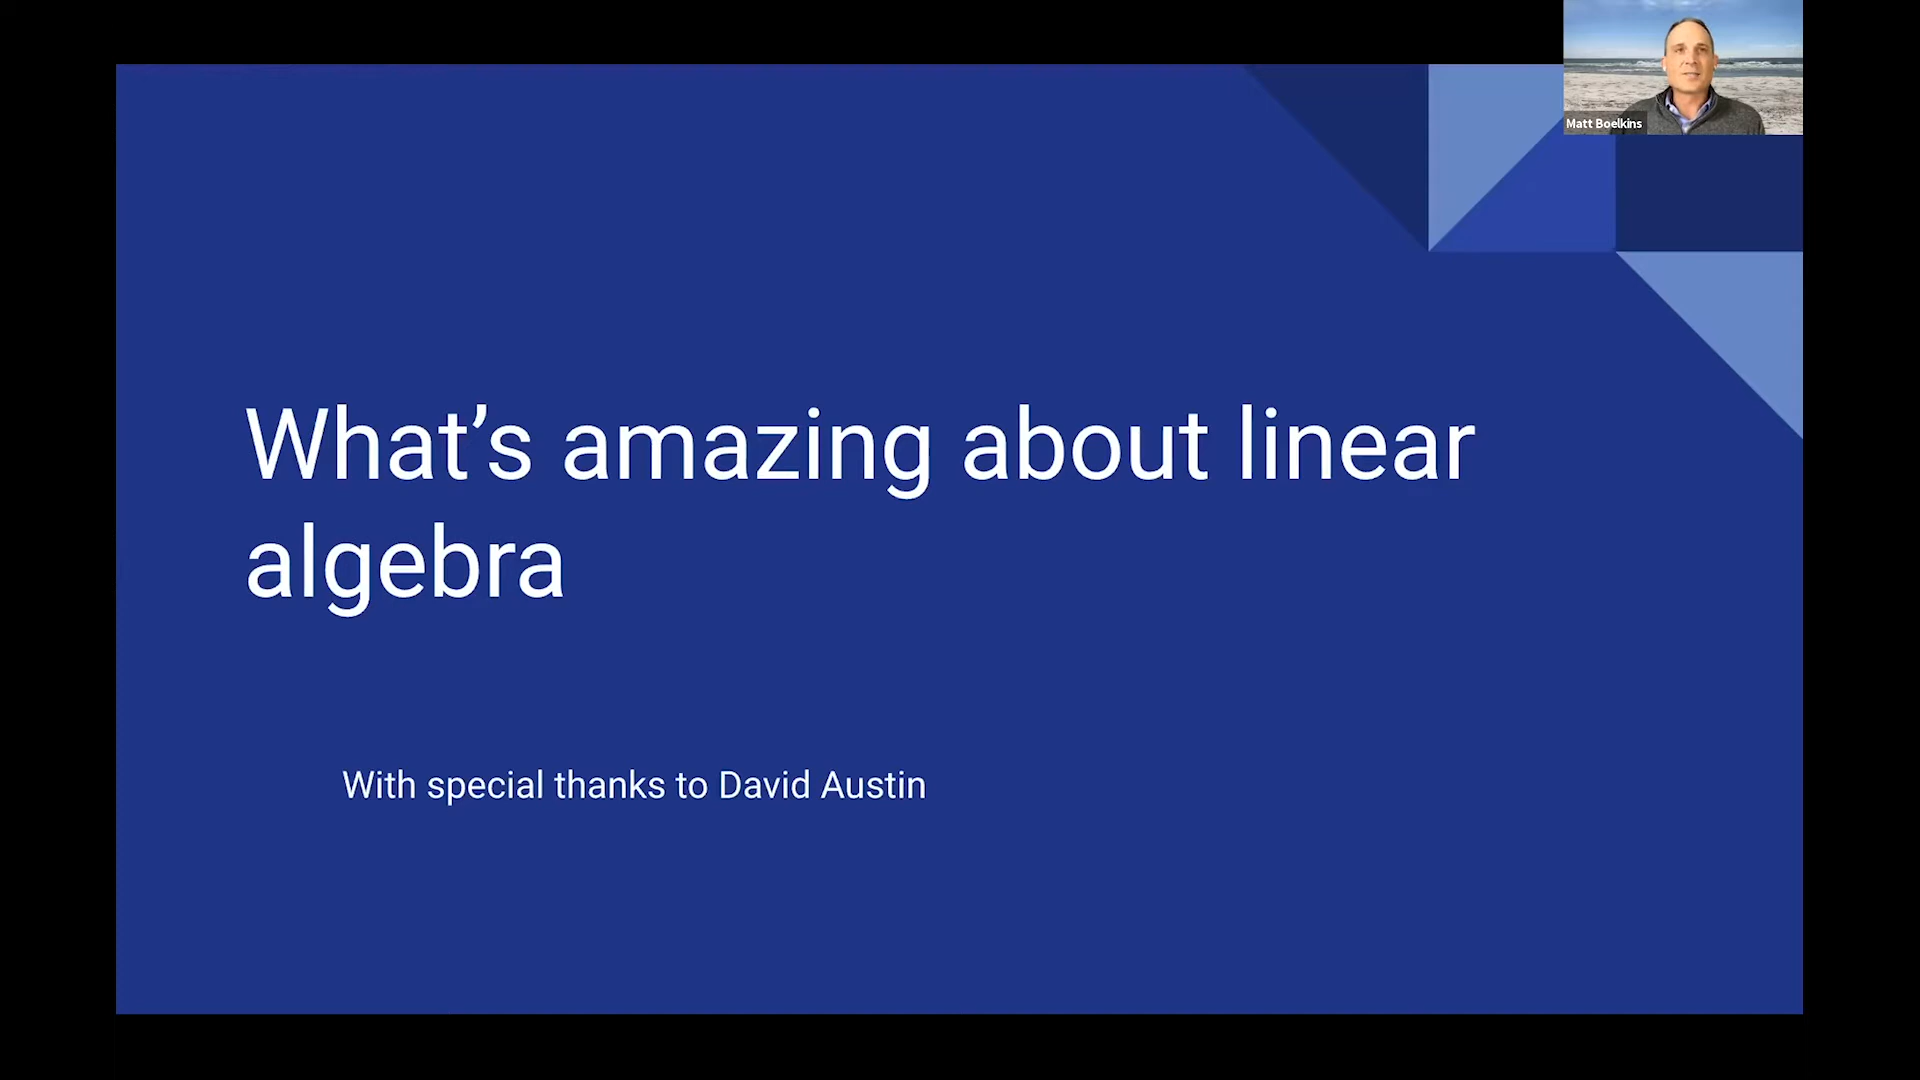 Matt Boelkins
What’s amazing about linear
algebra
With special thanks to David Austin